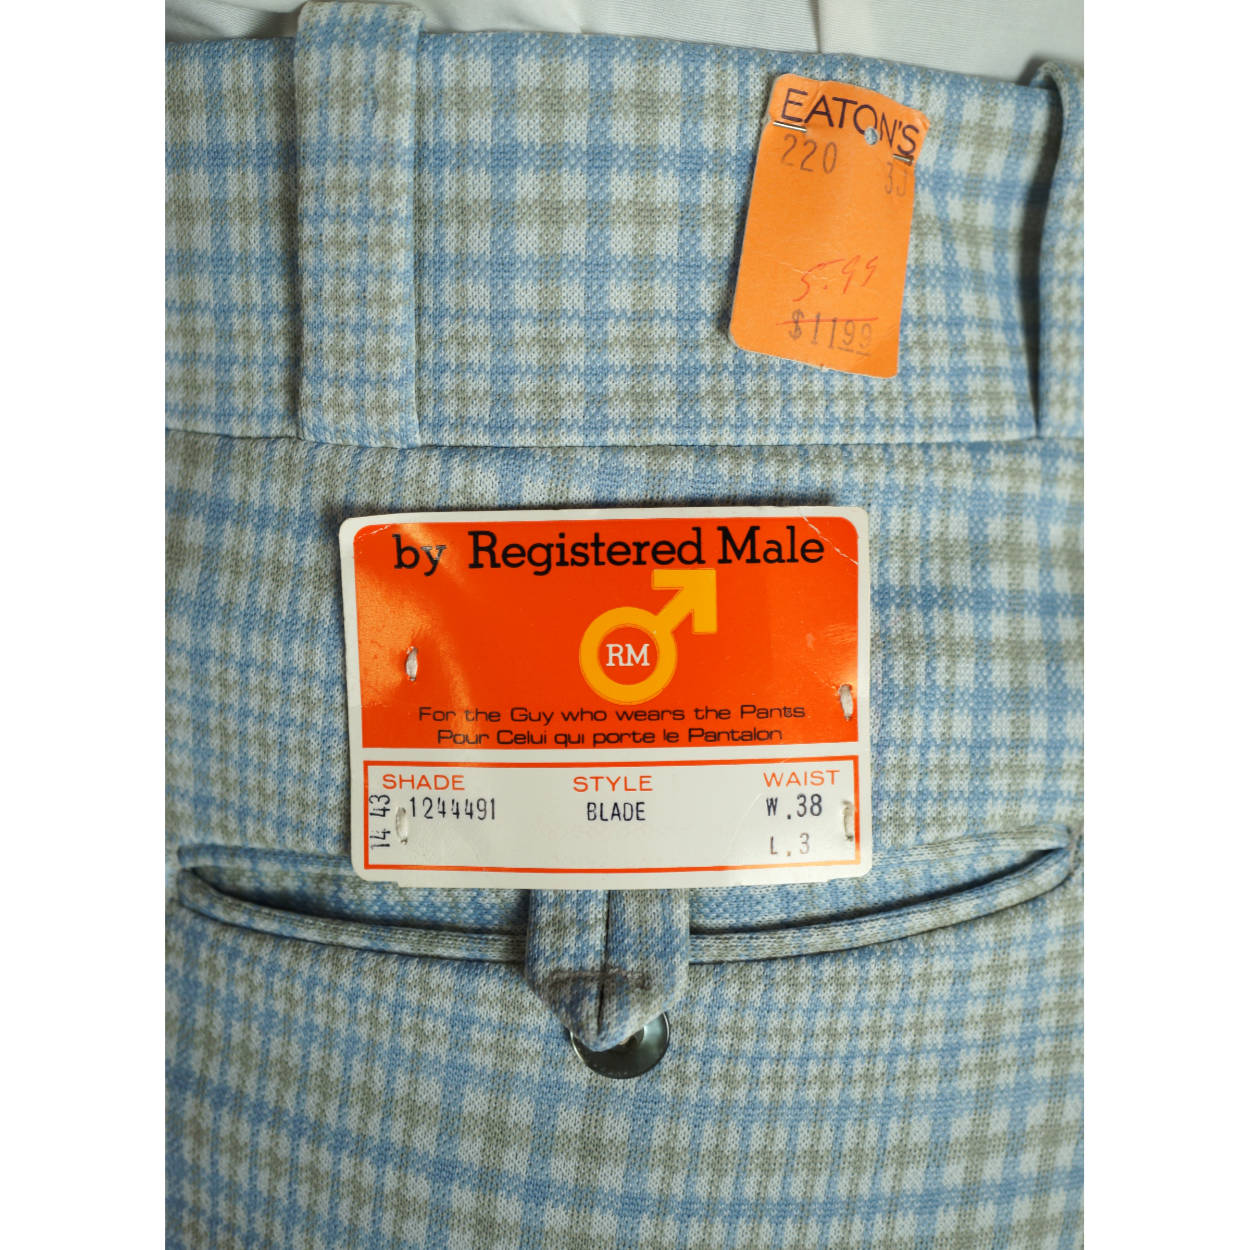 EATON'S
220
5.99
$11.99
by Registered Male
RM
For the Guy who wears the Pants
Pour Celui qui porte le Pantalon
SHADE STYLE WAIST
1244491 BLADE W.38
14 43
L.3